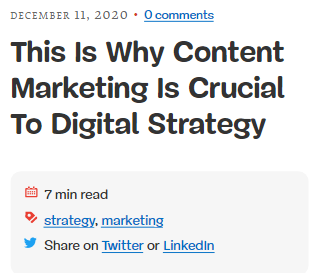 DECEMBER 11, 2020 • 0 comments
This Is Why Content
Marketing Is Crucial
To Digital Strategy
7 min read
strategy, marketing
Share on Twitter or LinkedIn